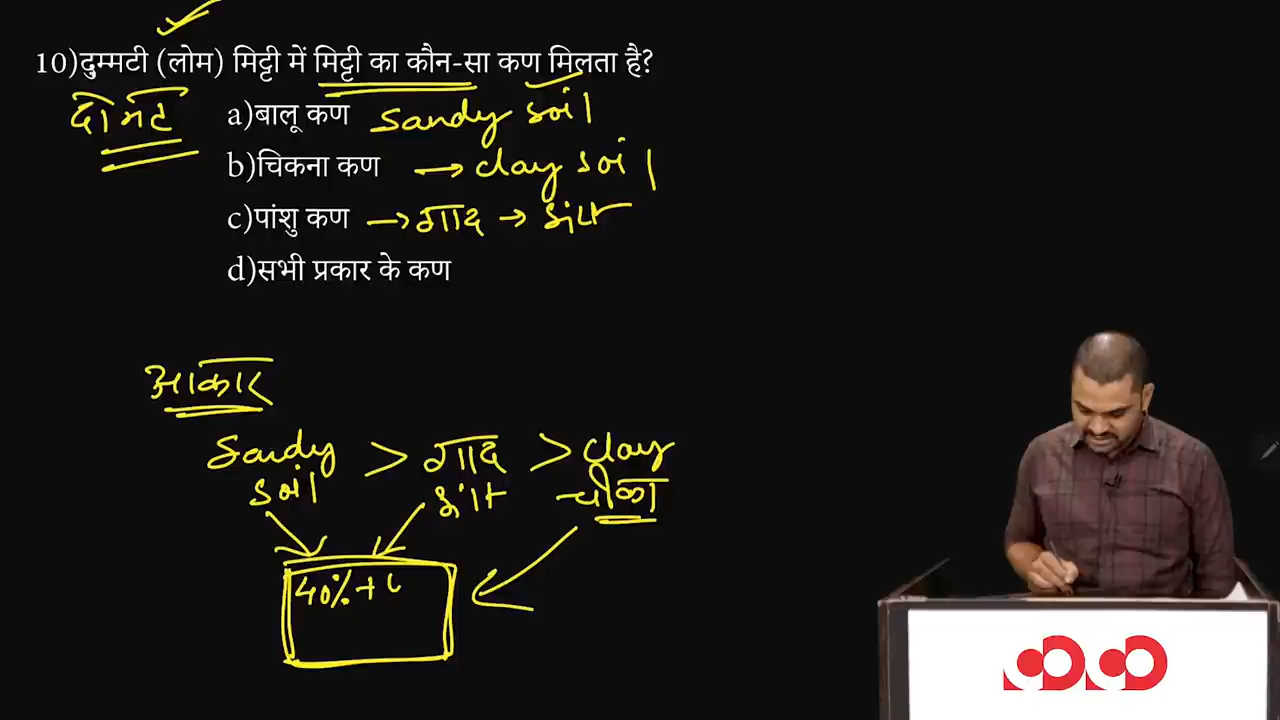 10)दुम्मटी (लोम) मिट्टी में मिट्टी का कौन-सा कण मिलता है?
दोमट
a)बालू कण sandy soil
b)चिकना कण → clay soil
c)पांशु कण → गाद → silt
d)सभी प्रकार के कण
आकार
Sandy > गाद > clay
soil silt चीका
40% +